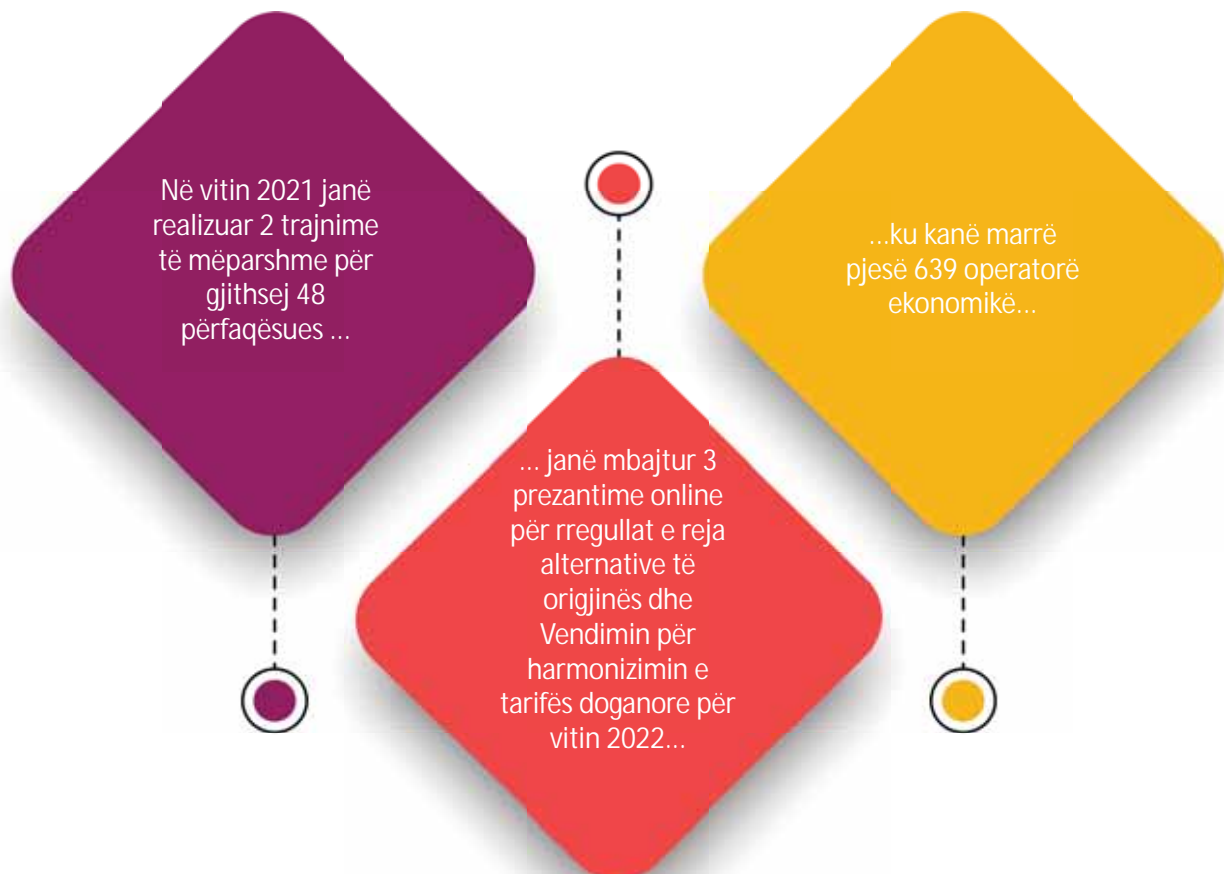 Në vitin 2021 janë
realizuar 2 trajnime
të mëparshme për
gjithsej 48
përfaqësues ...
... janë mbajtur 3
prezantime online
për rregullat e reja
alternative të
origjinës dhe
Vendimin për
harmonizimin e
tarifës doganore për
vitin 2022...
...ku kanë marrë
pjesë 639 operatorë
ekonomikë...